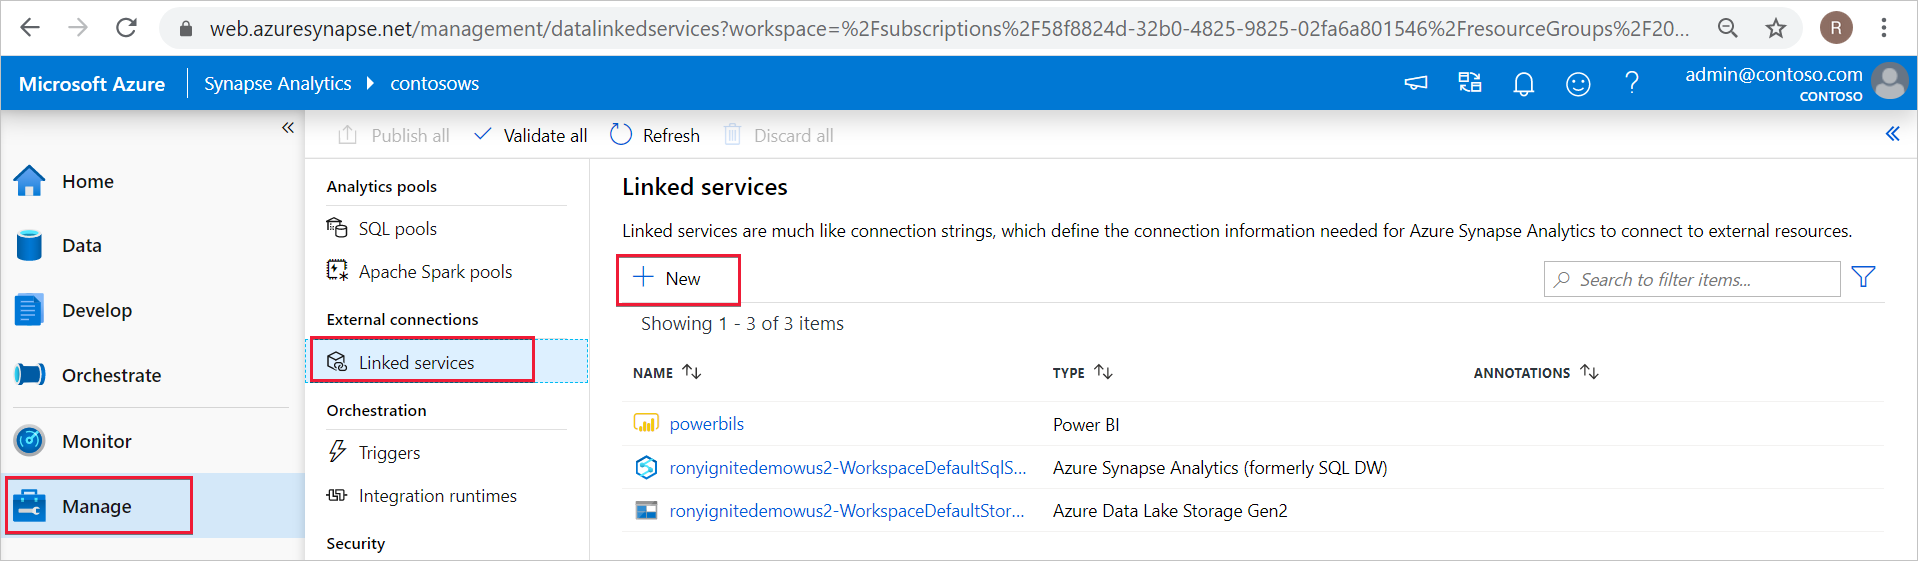 web.azuresynapse.net/management/datalinkedservices?workspace=%2Fsubscriptions%2F58f8824d-32b0-4825-9825-02fa6a801546%2FresourceGroups%2F20...
R
Microsoft Azure
Synapse Analytics
contosows
?
admin@contoso.com
CONTOSO
Publish all
Validate all
Refresh
Discard all
Home
Data
Develop
Orchestrate
Monitor
Manage
Analytics pools
SQL pools
Apache Spark pools
External connections
Linked services
Orchestration
Triggers
Integration runtimes
Security
Linked services
Linked services are much like connection strings, which define the connection information needed for Azure Synapse Analytics to connect to external resources.
New
Search to filter items...
Showing 1 - 3 of 3 items
NAME TYPE ANNOTATIONS
powerbils Power BI
ronyignitedemowus2-WorkspaceDefaultSqlS... Azure Synapse Analytics (formerly SQL DW)
ronyignitedemowus2-WorkspaceDefaultStor... Azure Data Lake Storage Gen2